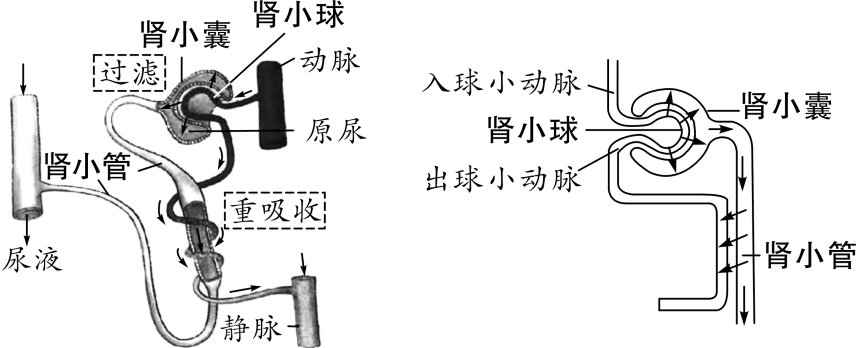 肾小囊
肾小球
过滤
动脉
原尿
肾小管
重吸收
尿液
静脉
入球小动脉
肾小囊
肾小球
出球小动脉
肾小管